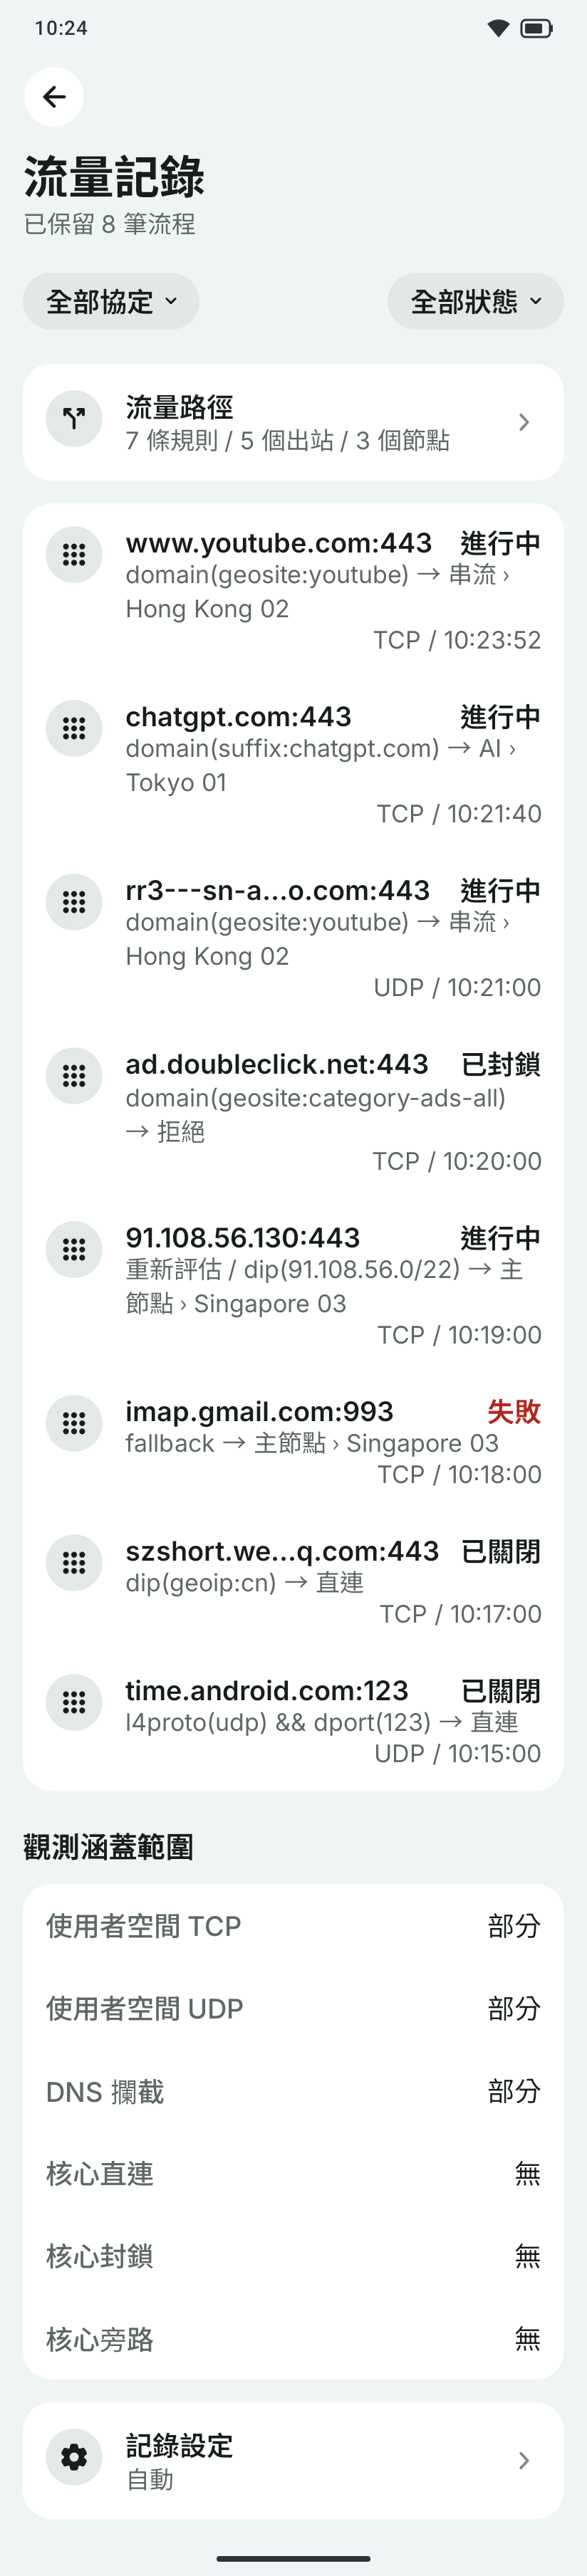 10:24
流量記錄
已保留 8 筆流程
全部協定
全部狀態
流量路徑
7 條規則 / 5 個出站 / 3 個節點
www.youtube.com:443 進行中
domain(geosite:youtube) → 串流 ›
Hong Kong 02
TCP / 10:23:52
chatgpt.com:443 進行中
domain(suffix:chatgpt.com) → AI ›
Tokyo 01
TCP / 10:21:40
rr3---sn-a...o.com:443 進行中
domain(geosite:youtube) → 串流 ›
Hong Kong 02
UDP / 10:21:00
ad.doubleclick.net:443 已封鎖
domain(geosite:category-ads-all)
→ 拒絕
TCP / 10:20:00
91.108.56.130:443 進行中
重新評估 / dip(91.108.56.0/22) → 主
節點 › Singapore 03
TCP / 10:19:00
imap.gmail.com:993 失敗
fallback → 主節點 › Singapore 03
TCP / 10:18:00
szshort.we...q.com:443 已關閉
dip(geoip:cn) → 直連
TCP / 10:17:00
time.android.com:123 已關閉
l4proto(udp) && dport(123) → 直連
UDP / 10:15:00
觀測涵蓋範圍
使用者空間 TCP 部分
使用者空間 UDP 部分
DNS 攔截 部分
核心直連 無
核心封鎖 無
核心旁路 無
記錄設定
自動